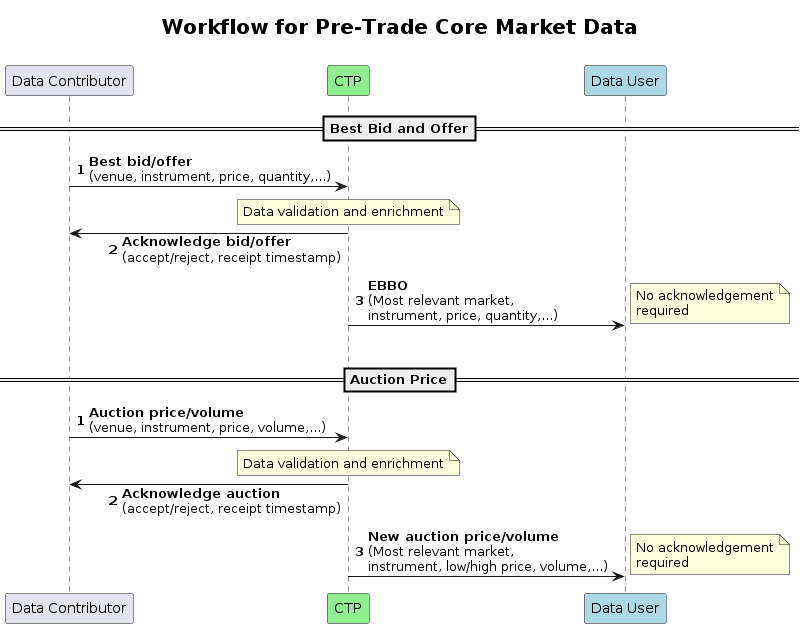 Workflow for Pre-Trade Core Market Data
Data Contributor
CTP
Data User
Best Bid and Offer
1 Best bid/offer
(venue, instrument, price, quantity,...)
Data validation and enrichment
2 Acknowledge bid/offer
(accept/reject, receipt timestamp)
EBBO
3 (Most relevant market,
instrument, price, quantity,...)
No acknowledgement
required
Auction Price
1 Auction price/volume
(venue, instrument, price, volume,...)
Data validation and enrichment
2 Acknowledge auction
(accept/reject, receipt timestamp)
New auction price/volume
3 (Most relevant market,
instrument, low/high price, volume,...)
No acknowledgement
required
Data Contributor
CTP
Data User